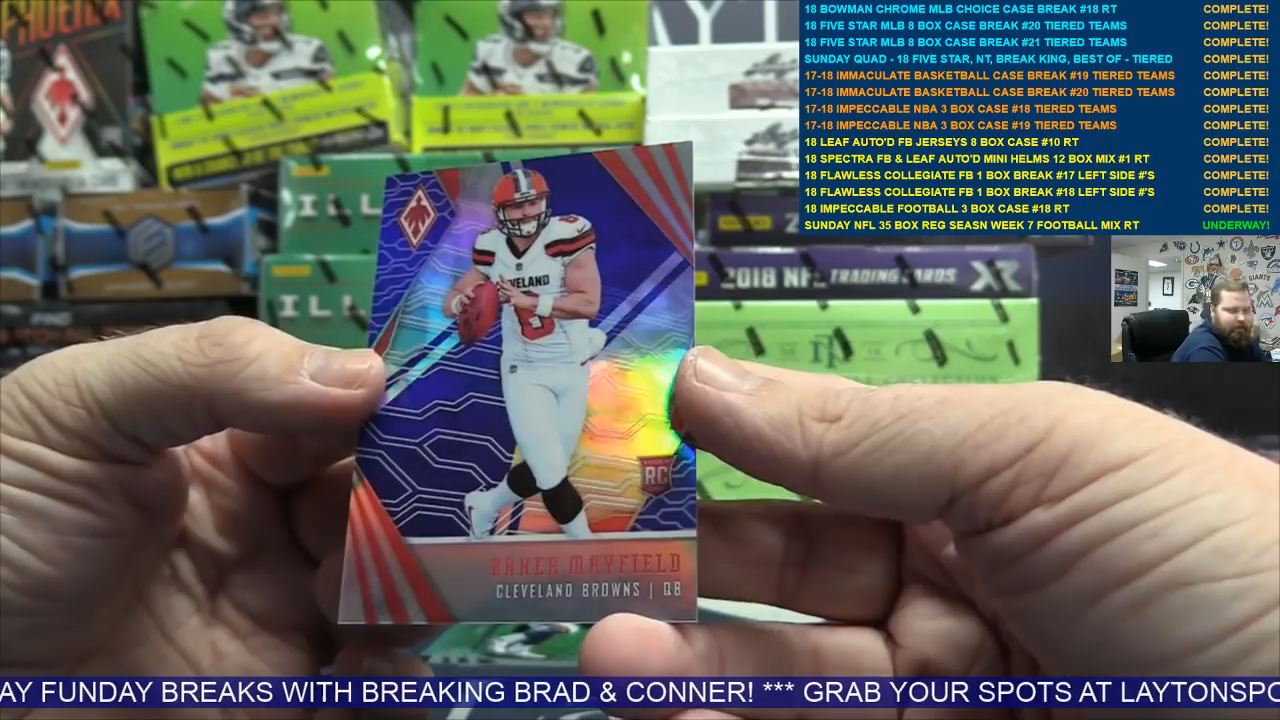 18 BOWMAN CHROME MLB CHOICE CASE BREAK #18 RT COMPLETE!
18 FIVE STAR MLB 8 BOX CASE BREAK #20 TIERED TEAMS COMPLETE!
18 FIVE STAR MLB 8 BOX CASE BREAK #21 TIERED TEAMS COMPLETE!
SUNDAY QUAD - 18 FIVE STAR, NT, BREAK KING, BEST OF - TIERED COMPLETE!
17-18 IMMACULATE BASKETBALL CASE BREAK #19 TIERED TEAMS COMPLETE!
17-18 IMMACULATE BASKETBALL CASE BREAK #20 TIERED TEAMS COMPLETE!
17-18 IMPECCABLE NBA 3 BOX CASE #18 TIERED TEAMS COMPLETE!
17-18 IMPECCABLE NBA 3 BOX CASE #19 TIERED TEAMS COMPLETE!
18 LEAF AUTO'D FB JERSEYS 8 BOX CASE #10 RT COMPLETE!
18 SPECTRA FB & LEAF AUTO'D MINI HELMS 12 BOX MIX #1 RT COMPLETE!
18 FLAWLESS COLLEGIATE FB 1 BOX BREAK #17 LEFT SIDE #'S COMPLETE!
18 FLAWLESS COLLEGIATE FB 1 BOX BREAK #18 LEFT SIDE #'S COMPLETE!
18 IMPECCABLE FOOTBALL 3 BOX CASE #18 RT COMPLETE!
SUNDAY NFL 35 BOX REG SEASN WEEK 7 FOOTBALL MIX RT UNDERWAY!
2018 NFL TRADING CARDS XR
8
RC
BAKER MAYFIELD
CLEVELAND BROWNS | QB
AY FUNDAY BREAKS WITH BREAKING BRAD & CONNER! *** GRAB YOUR SPOTS AT LAYTONSPO